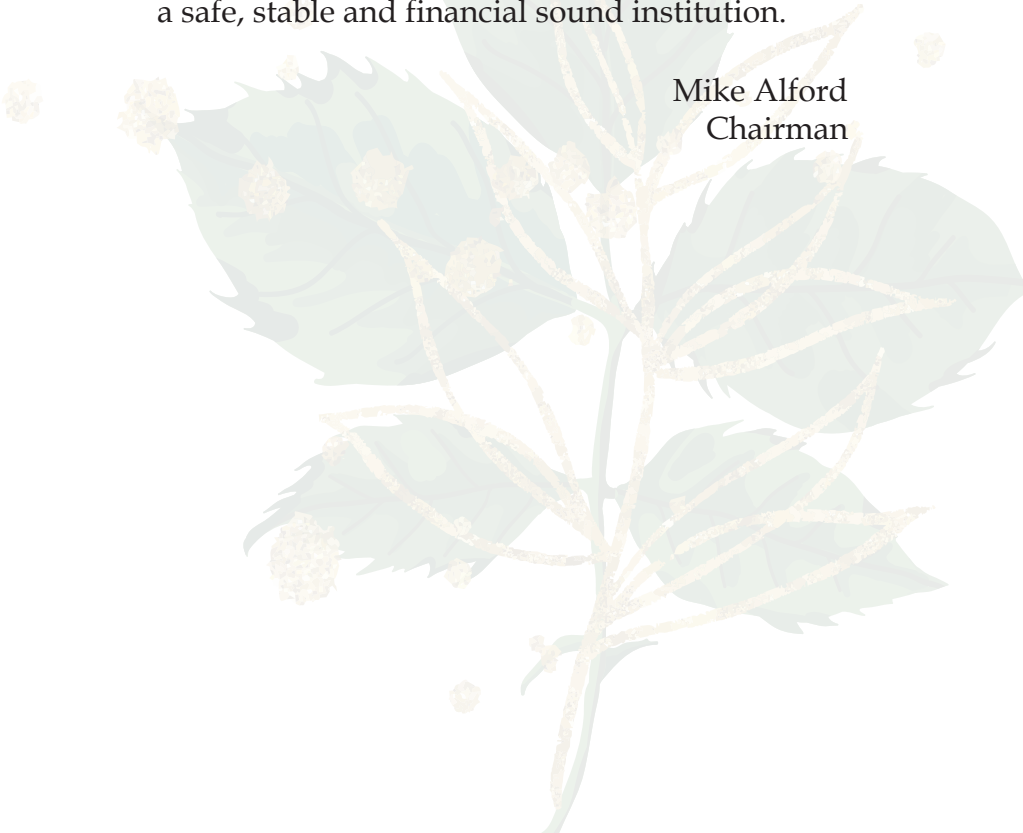 a safe, stable and financial sound institution.
Mike Alford
Chairman